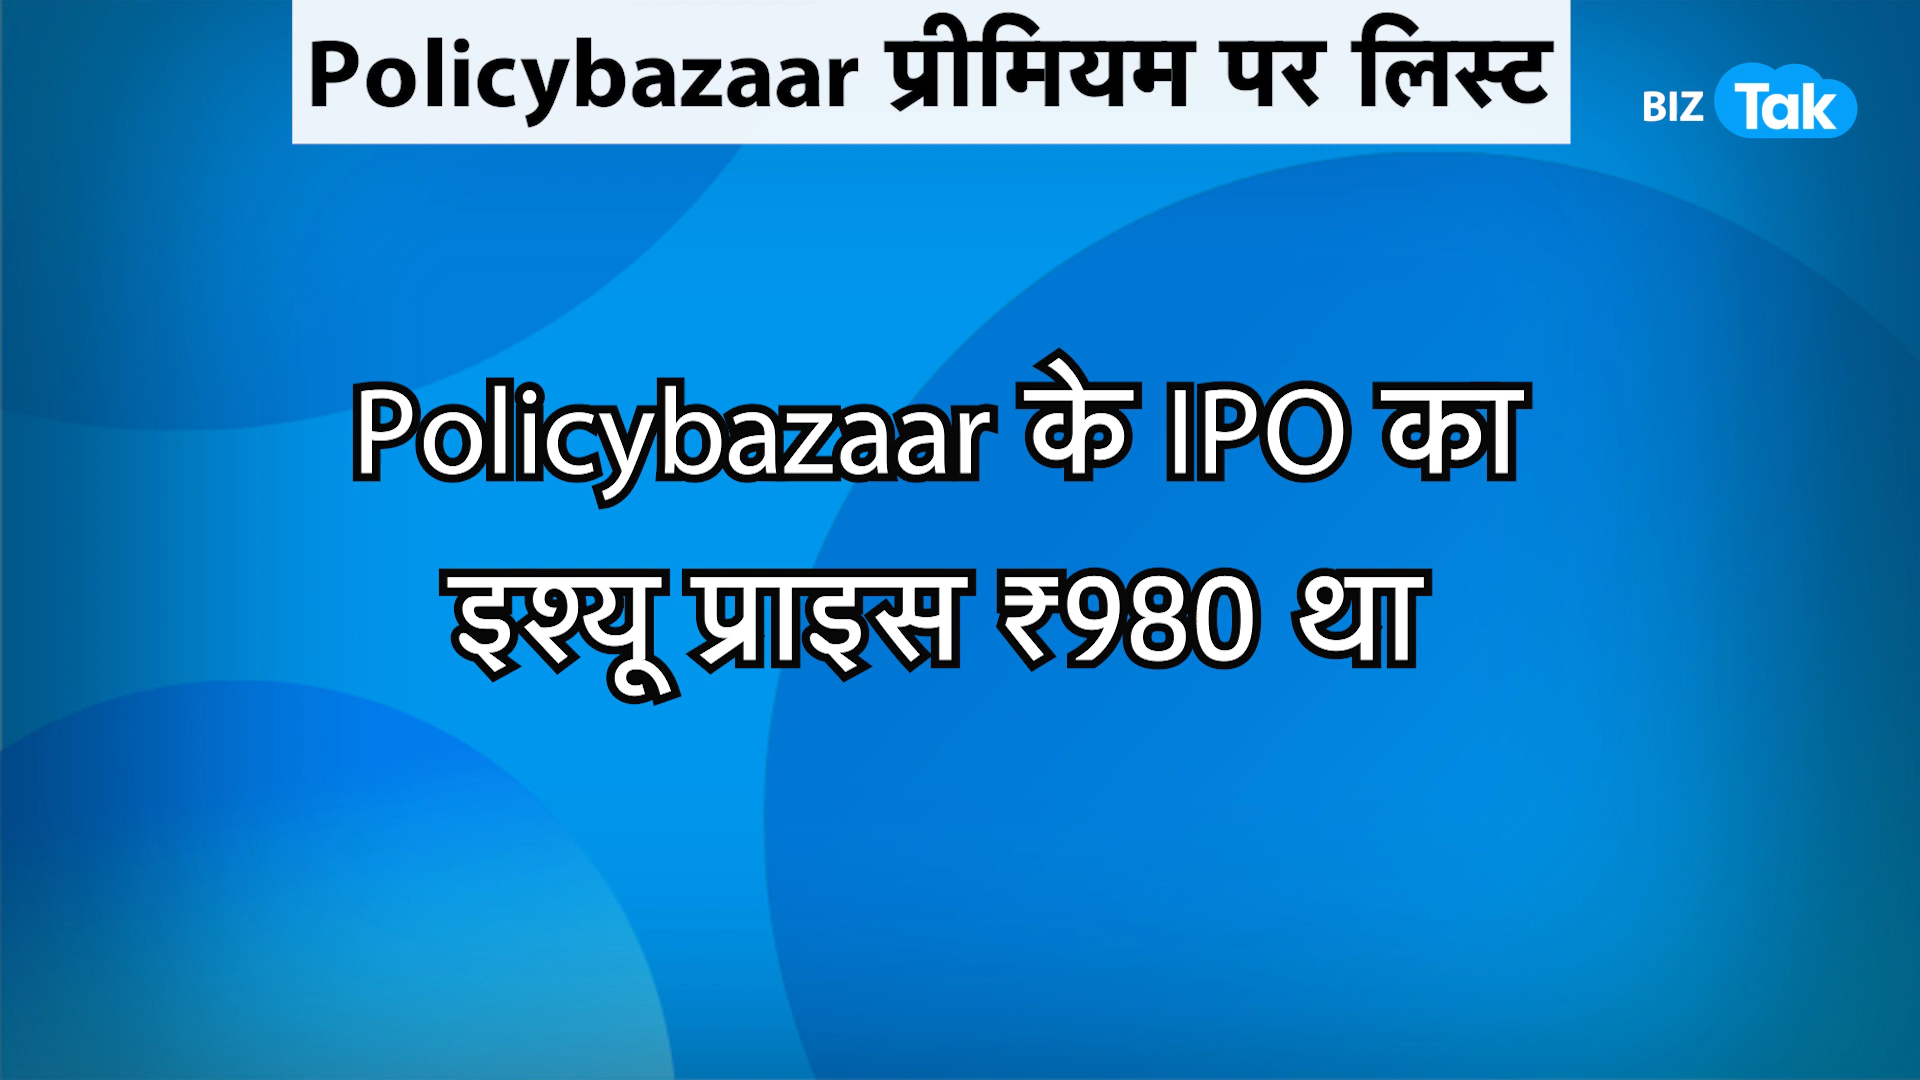 Policybazaar प्रीमियम पर लिस्ट
BIZ Tak
Policybazaar के IPO का
इश्यू प्राइस ₹980 था